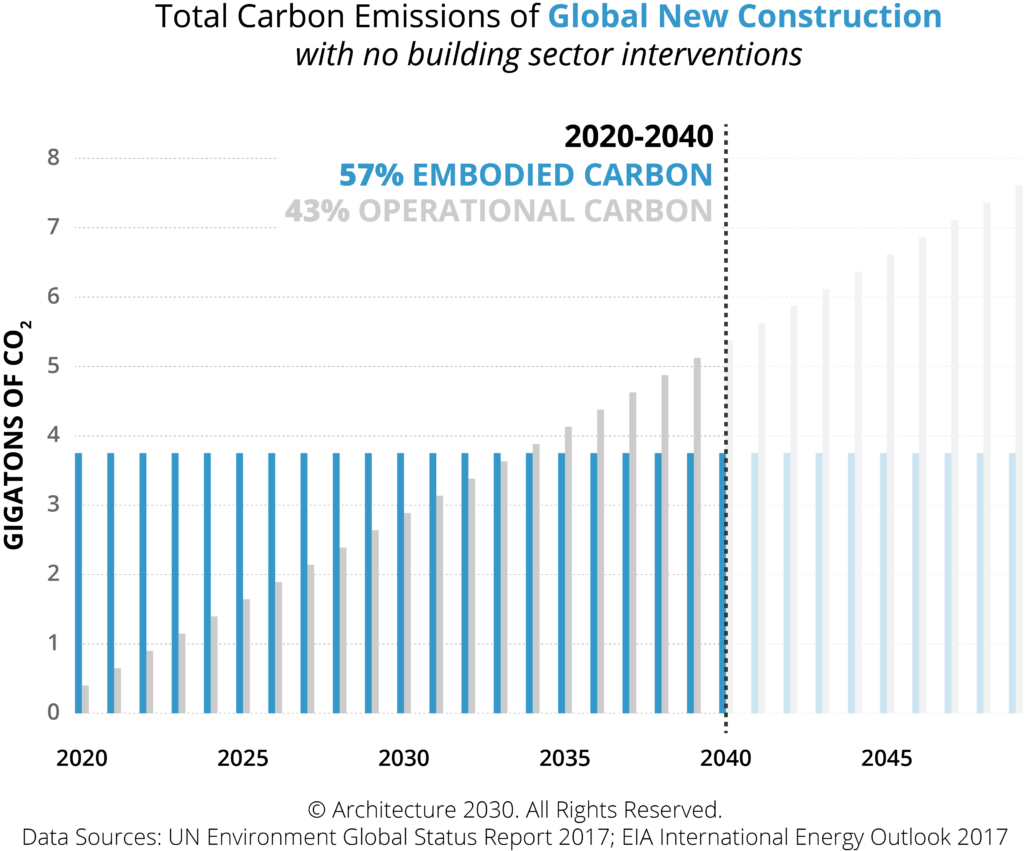 Total Carbon Emissions of Global New Construction
with no building sector interventions
2020-2040
57% EMBODIED CARBON
43% OPERATIONAL CARBON
GIGATONS OF CO₂
8
7
6
5
4
3
2
1
0
2020 2025 2030 2035 2040 2045
© Architecture 2030. All Rights Reserved.
Data Sources: UN Environment Global Status Report 2017; EIA International Energy Outlook 2017